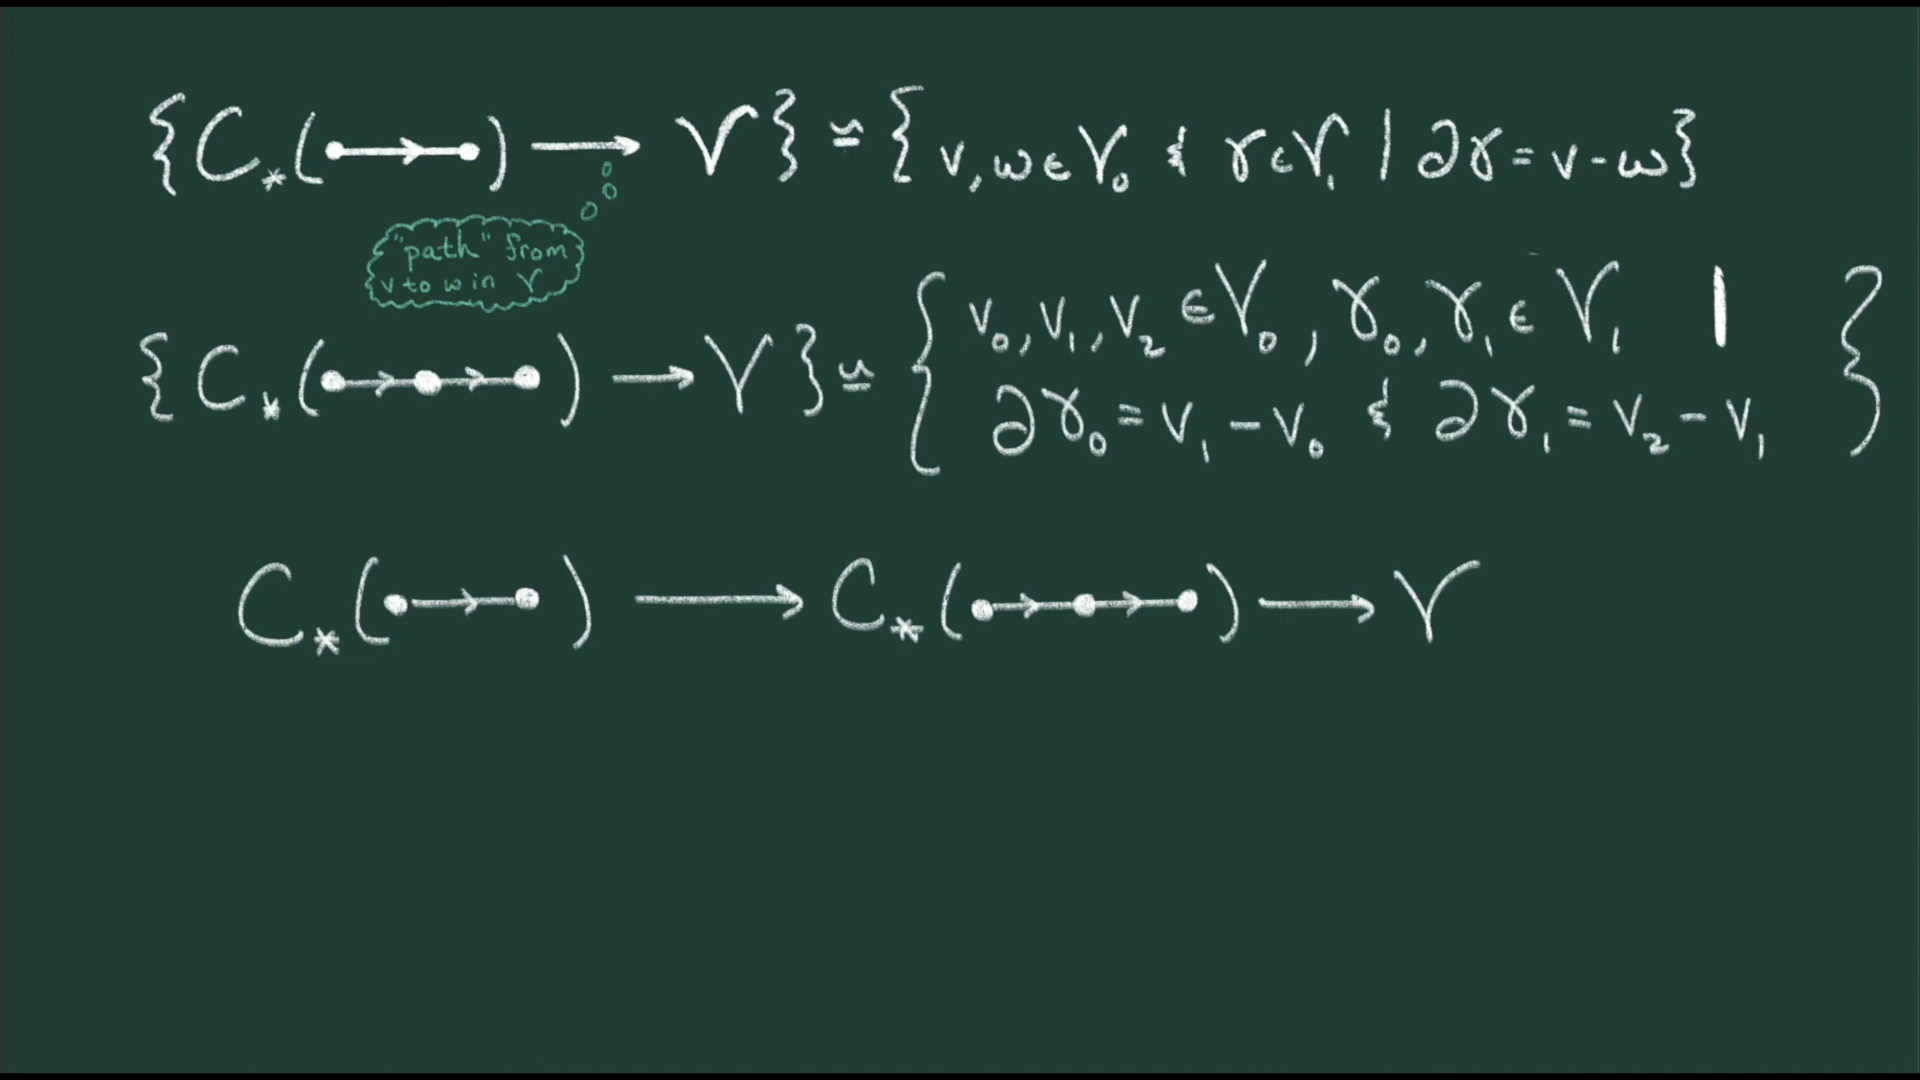 {C_*(•→•) → V} ≅ {v, w ∈ V_0 & γ ∈ V_1 | ∂γ = v - w}
"path" from
v to w in V
{C_*(•→•→•) → V} ≅ {v_0, v_1, v_2 ∈ V_0, γ_0, γ_1 ∈ V_1 |
∂γ_0 = v_1 - v_0 & ∂γ_1 = v_2 - v_1}
C_*(•→•) → C_*(•→•→•) → V